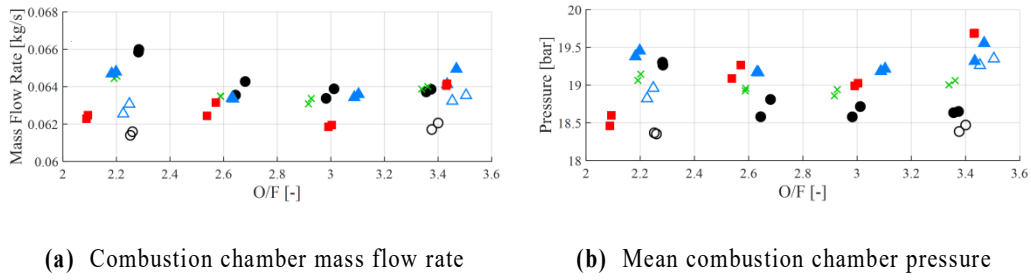 0.068
0.066
0.064
0.062
0.06
Mass Flow Rate [kg/s]
2 2.2 2.4 2.6 2.8 3 3.2 3.4 3.6
O/F [-]
(a) Combustion chamber mass flow rate
20
19.5
19
18.5
18
Pressure [bar]
2 2.2 2.4 2.6 2.8 3 3.2 3.4 3.6
O/F [-]
(b) Mean combustion chamber pressure